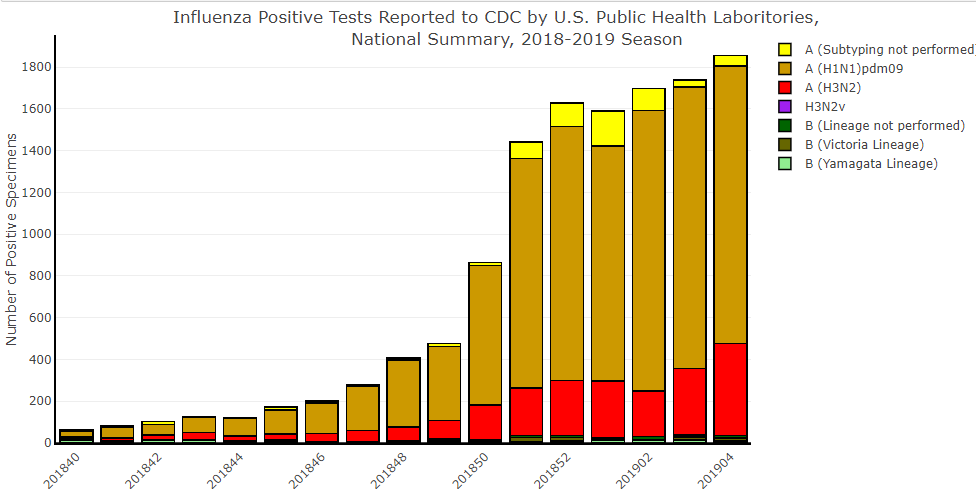 Influenza Positive Tests Reported to CDC by U.S. Public Health Laboritories,
National Summary, 2018-2019 Season
Number of Positive Specimens
1800
1600
1400
1200
1000
800
600
400
200
0
201840
201842
201844
201846
201848
201850
201852
201902
201904
A (Subtyping not performed)
A (H1N1)pdm09
A (H3N2)
H3N2v
B (Lineage not performed)
B (Victoria Lineage)
B (Yamagata Lineage)